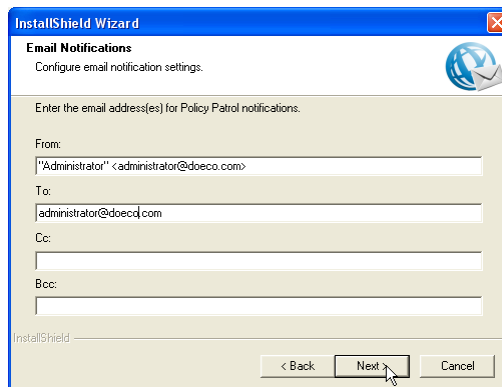 InstallShield Wizard
Email Notifications
Configure email notification settings.
Enter the email address(es) for Policy Patrol notifications.
From:
"Administrator" <administrator@doeco.com>
To:
administrator@doeco.com
Cc:
Bcc:
InstallShield
< Back Next > Cancel